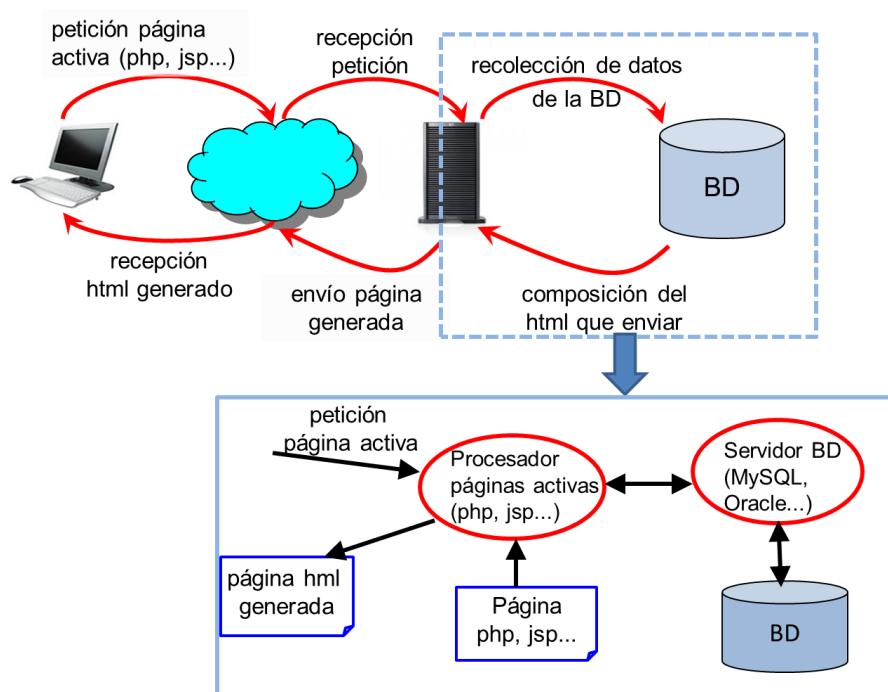 petición página
activa (php, jsp...)
recepción
petición
recolección de datos
de la BD
BD
recepción
html generado
envío página
generada
composición del
html que enviar
petición
página activa
Procesador
páginas activas
(php, jsp...)
Servidor BD
(MySQL,
Oracle...)
página hml
generada
Página
php, jsp...
BD